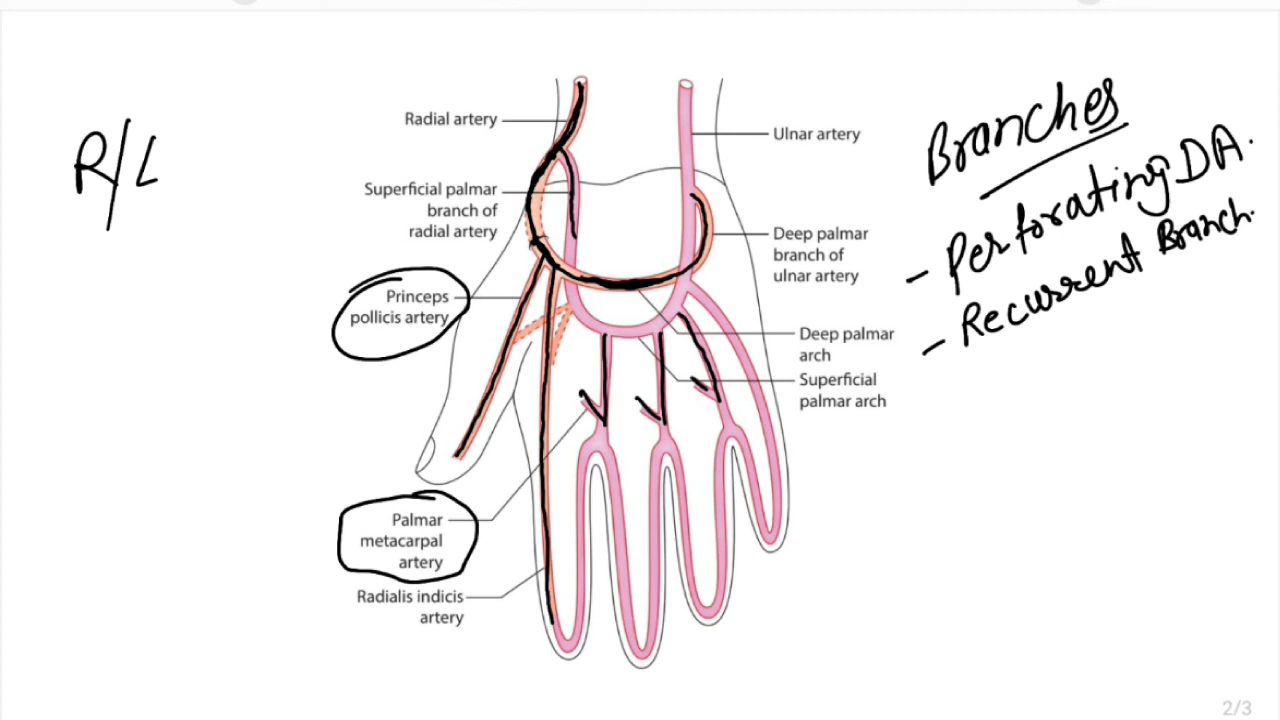 R/L
Radial artery
Superficial palmar
branch of
radial artery
Princeps
pollicis artery
Palmar
metacarpal
artery
Radialis indicis
artery
Ulnar artery
Deep palmar
branch of
ulnar artery
Deep palmar
arch
Superficial
palmar arch
Branches
- Perforating DA.
- Recurrent Branch.
2/3